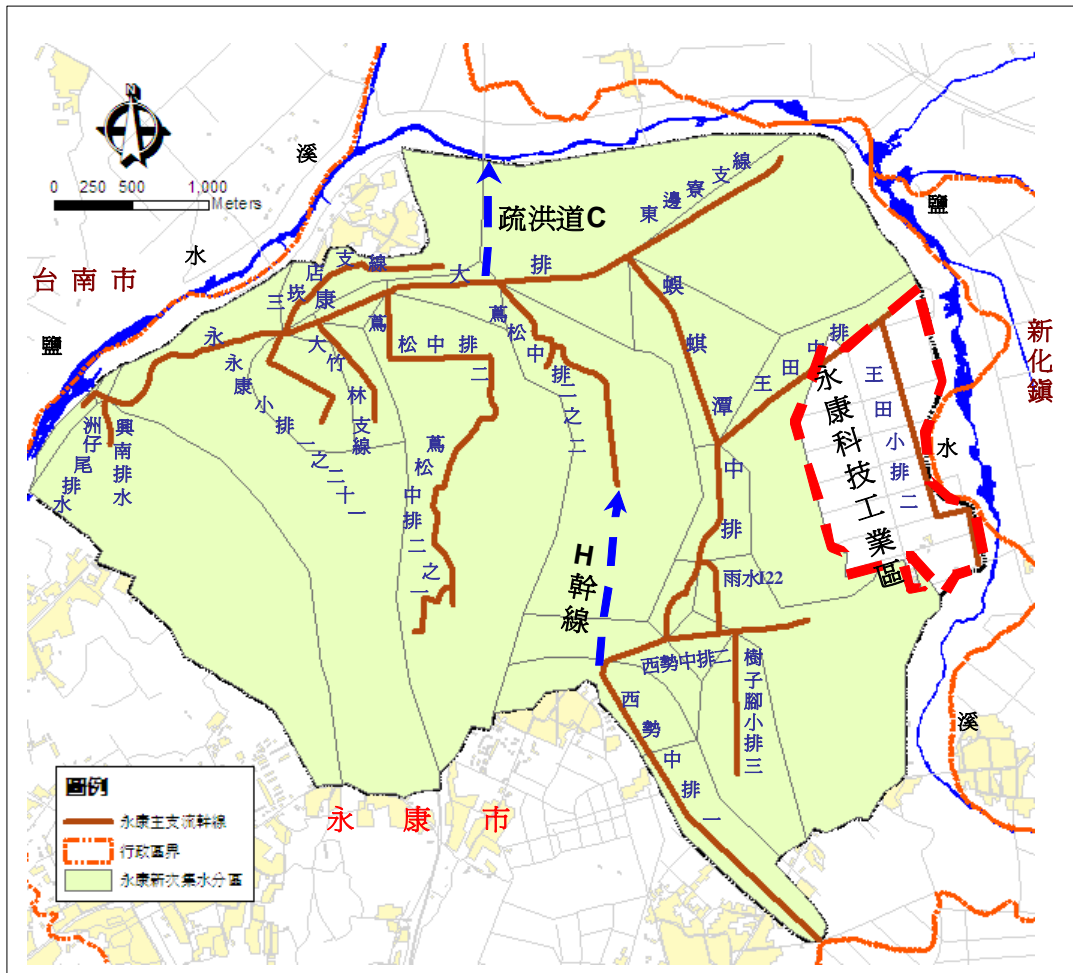 N
0 250 500 1,000
Meters
溪
水
鹽
台南市
鹽
水
溪
新化鎮
永康市
疏洪道C
H幹線
永康科技工業區
東邊寮支線
三崁店支線
永康大排
蜈蜞潭中排
王田中排
王田小排二
蔦松中排二
蔦松中排二之一
蔦松中排二之二
大竹林支線
永康小排一之二十一
興南排水
洲仔尾排水
雨水J22
西勢中排二
樹子腳小排三
西勢中排一
圖例
永康主支流幹線
行政區界
永康新次集水分區